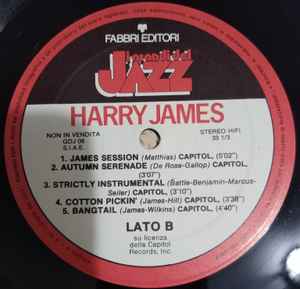 FABBRI EDITORI
I grandi del
JAZZ
HARRY JAMES
NON IN VENDITA
GDJ 06
S.I.A.E.
STEREO HIFI
33 1/3
1. JAMES SESSION (Matthias) CAPITOL, (5'02")
2. AUTUMN SERENADE (De Rose-Gallop) CAPITOL,
(3'07")
3. STRICTLY INSTRUMENTAL (Battle-Benjamin-Marcus-
Seiler) CAPITOL, (3'10")
4. COTTON PICKIN' (James-Hill) CAPITOL, (3'38")
5. BANGTAIL (James-Wilkins) CAPITOL, (4'40")
LATO B
su licenza
della Capitol
Records, Inc.